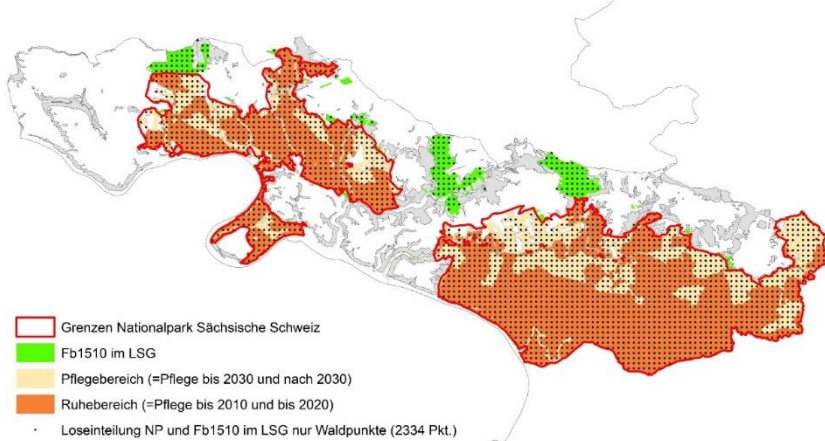 Grenzen Nationalpark Sächsische Schweiz
Fb1510 im LSG
Pflegebereich (=Pflege bis 2030 und nach 2030)
Ruhebereich (=Pflege bis 2010 und bis 2020)
Loseinteilung NP und Fb1510 im LSG nur Waldpunkte (2334 Pkt.)